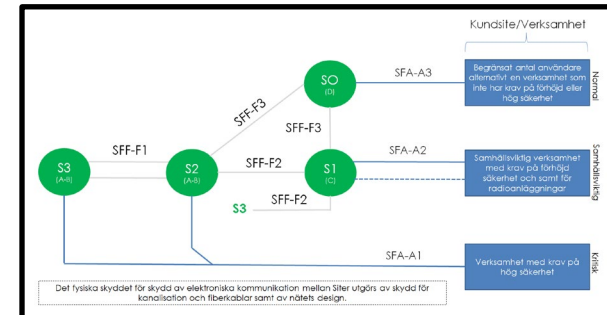 Kundsite/Verksamhet
SO
(D)
SFA-A3
Begränsat antal användare
alternativt en verksamhet som
inte har krav på förhöjd eller
hög säkerhet
Normal
SFF-F3
SFF-F3
SFF-F1
S3
(A-B)
S2
(A-B)
SFF-F2
S1
(C)
SFA-A2
Samhällsviktig verksamhet
med krav på förhöjd
säkerhet och samt för
radioanläggningar
Samhällsviktig
S3
SFF-F2
SFA-A1
Verksamhet med krav på
hög säkerhet
Kritisk
Det fysiska skyddet för skydd av elektroniska kommunikation mellan Siter utgörs av skydd för
kanalisation och fiberkablar samt av nätets design.